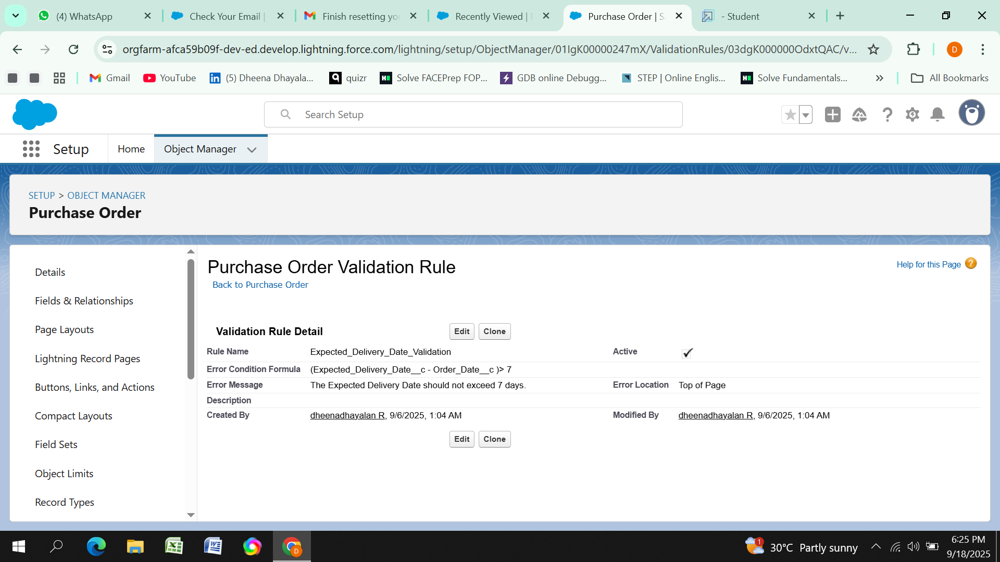 (4) WhatsApp
Check Your Email |
Finish resetting yo
Recently Viewed |
Purchase Order | S
- Student
orgfarm-afca59b09f-dev-ed.develop.lightning.force.com/lightning/setup/ObjectManager/01IgK00000247mX/ValidationRules/03dgK000000OdxtQAC/v...
D
Gmail
YouTube
(5) Dheena Dhayala...
quizr
Solve FACEPrep FOP...
GDB online Debugg...
STEP | Online Englis...
Solve Fundamentals...
All Bookmarks
Search Setup
Setup
Home
Object Manager
SETUP > OBJECT MANAGER
Purchase Order
Details
Fields & Relationships
Page Layouts
Lightning Record Pages
Buttons, Links, and Actions
Compact Layouts
Field Sets
Object Limits
Record Types
Purchase Order Validation Rule
Help for this Page
Back to Purchase Order
Validation Rule Detail
Edit Clone
Rule Name Expected_Delivery_Date_Validation Active
Error Condition Formula (Expected_Delivery_Date__c - Order_Date__c )> 7
Error Message The Expected Delivery Date should not exceed 7 days. Error Location Top of Page
Description
Created By dheenadhayalan R, 9/6/2025, 1:04 AM Modified By dheenadhayalan R, 9/6/2025, 1:04 AM
Edit Clone
D
1
30°C Partly sunny
6:25 PM
9/18/2025